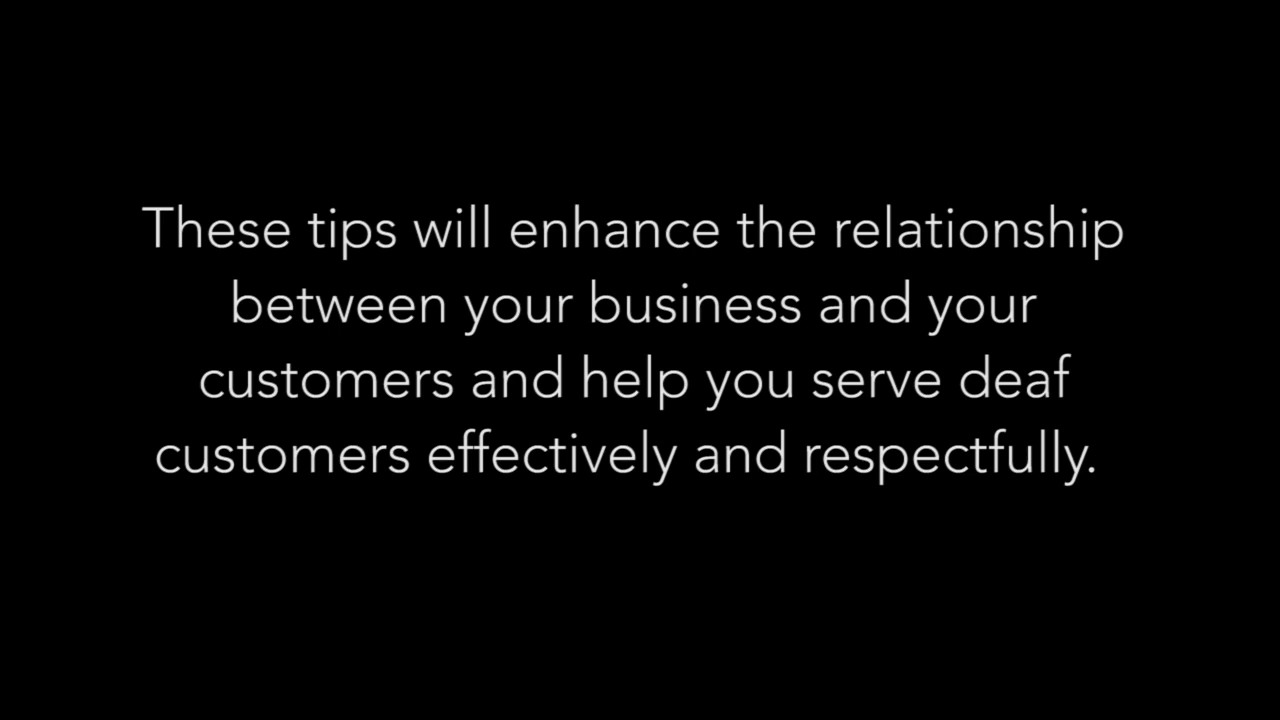 These tips will enhance the relationship
between your business and your
customers and help you serve deaf
customers effectively and respectfully.